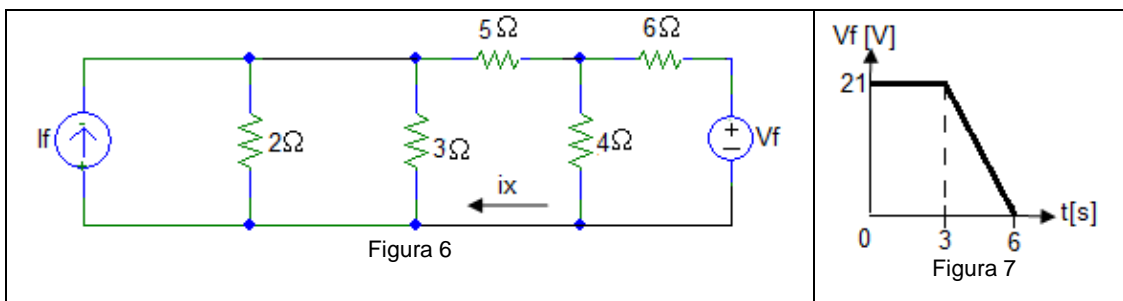 5Ω 6Ω
If 2Ω 3Ω 4Ω + − Vf
ix
Figura 6
Vf [V]
21
t[s]
0 3 6
Figura 7